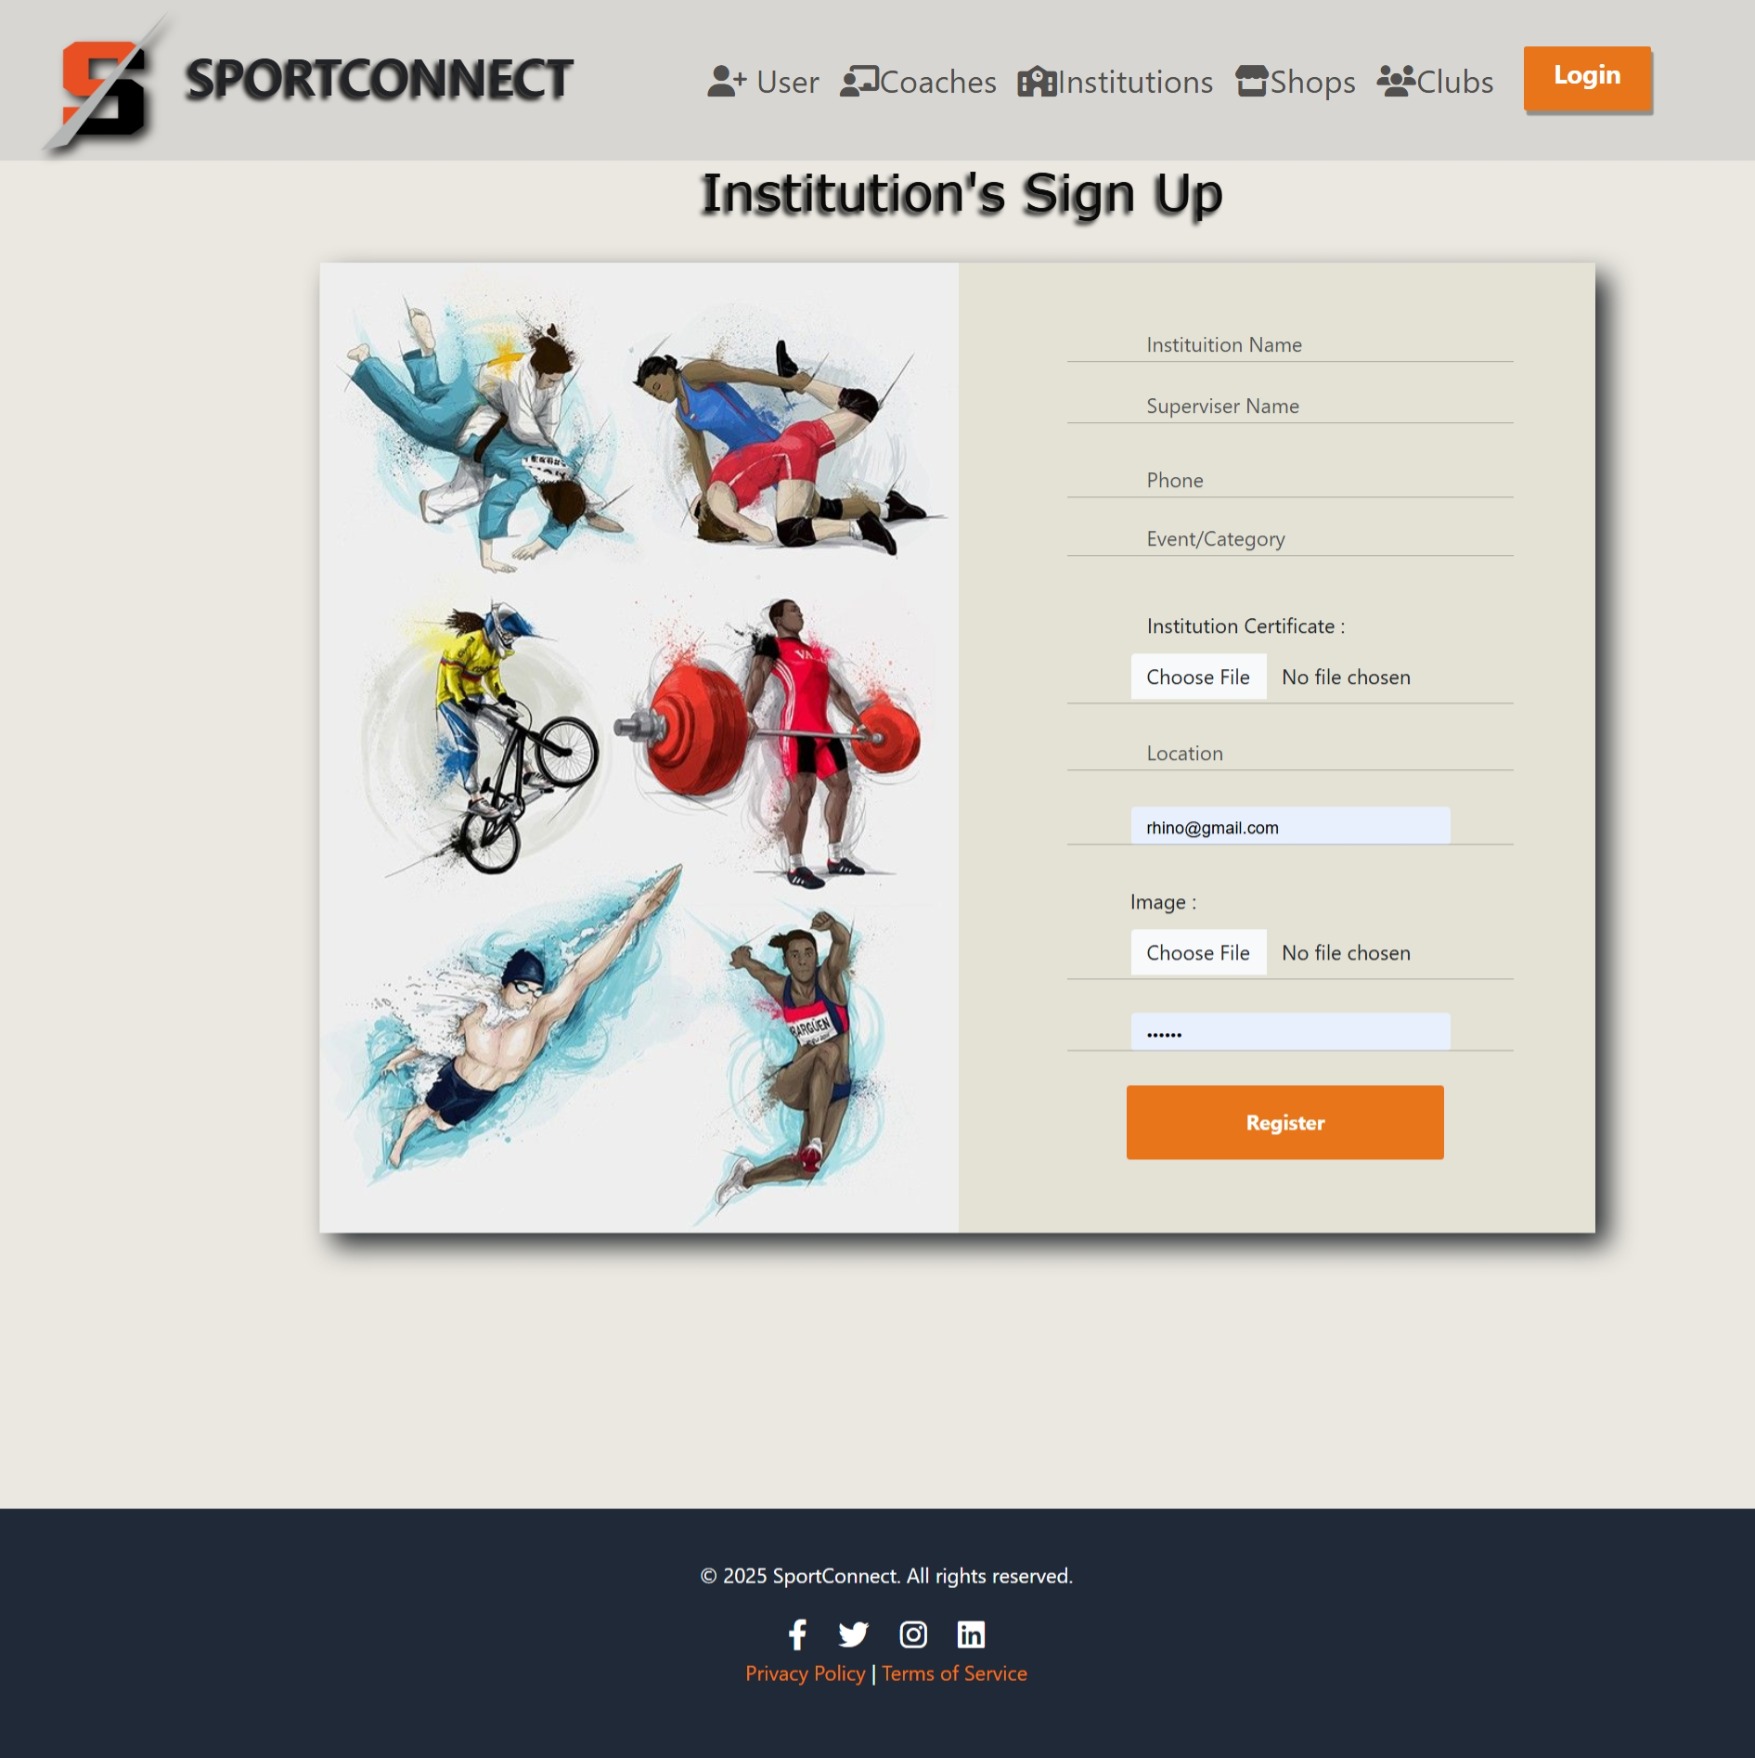 SPORTCONNECT
User Coaches Institutions Shops Clubs Login
Institution's Sign Up
Instituition Name
Superviser Name
Phone
Event/Category
Institution Certificate :
Choose File No file chosen
Location
rhino@gmail.com
Image :
Choose File No file chosen
••••••
Register
© 2025 SportConnect. All rights reserved.
Privacy Policy | Terms of Service